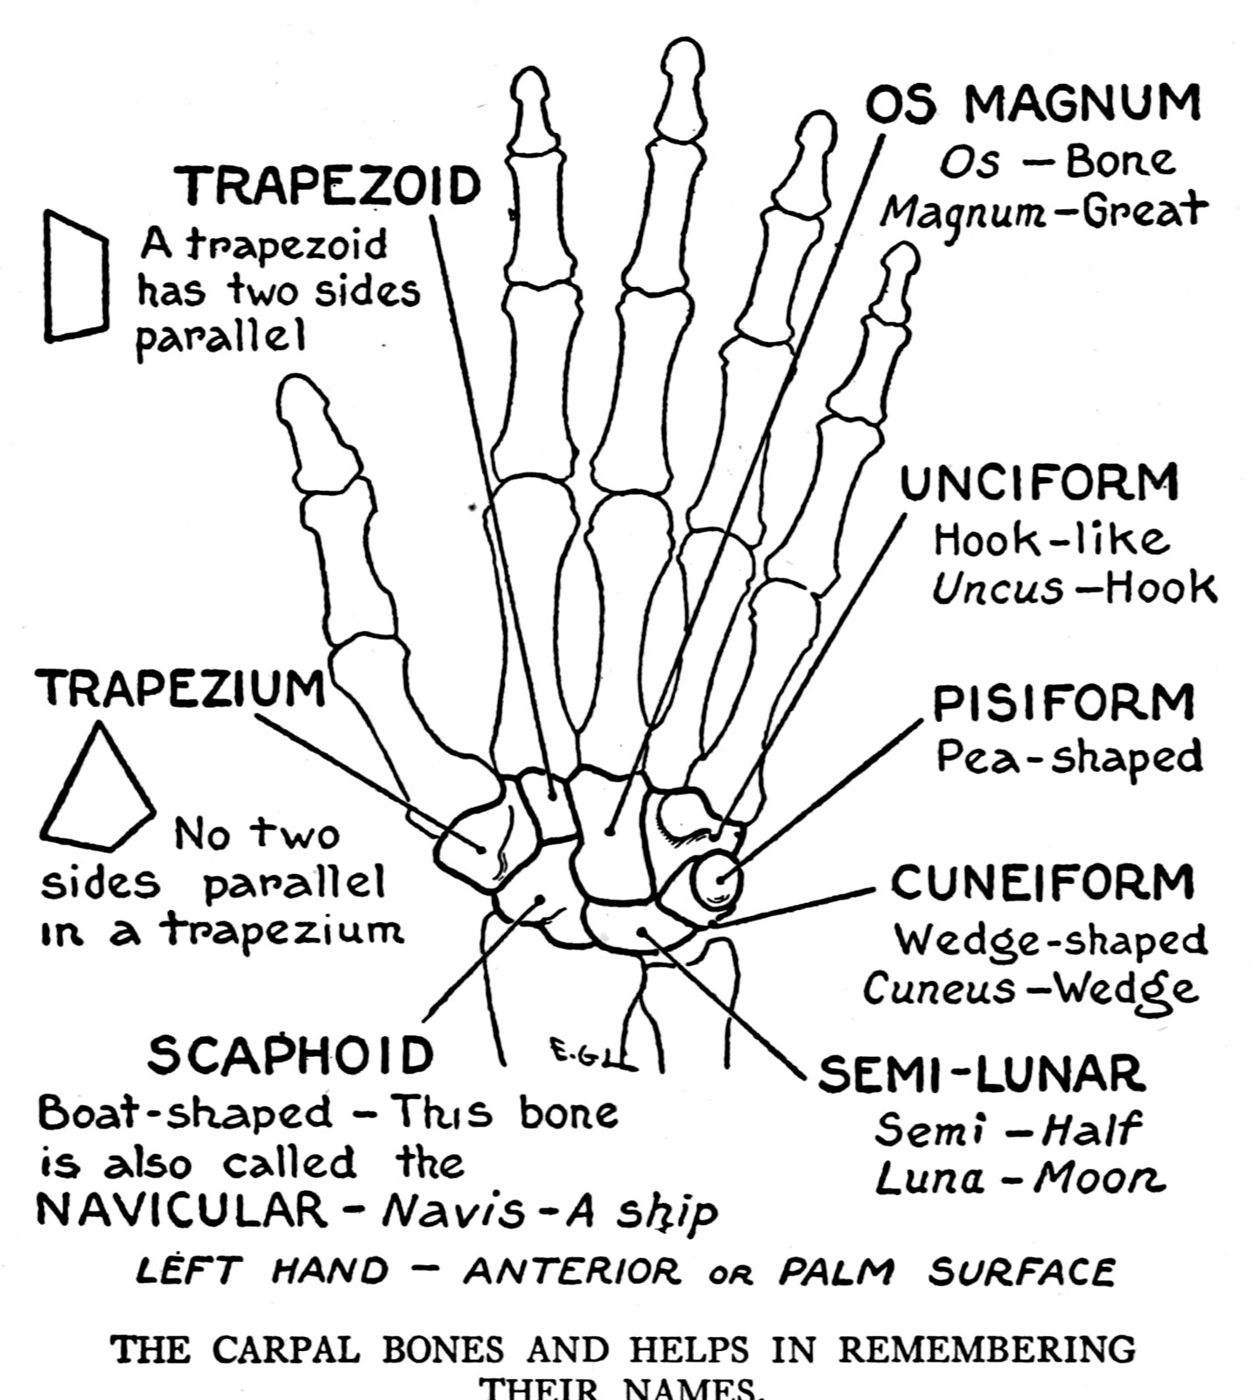 TRAPEZOID
A trapezoid
has two sides
parallel
OS MAGNUM
Os – Bone
Magnum – Great
UNCIFORM
Hook-like
Uncus – Hook
TRAPEZIUM
No two
sides parallel
in a trapezium
PISIFORM
Pea-shaped
CUNEIFORM
Wedge-shaped
Cuneus – Wedge
SCAPHOID
Boat-shaped – This bone
is also called the
NAVICULAR – Navis – A ship
E.G.L.
SEMI-LUNAR
Semi – Half
Luna – Moon
LEFT HAND – ANTERIOR OR PALM SURFACE
THE CARPAL BONES AND HELPS IN REMEMBERING
THEIR NAMES.